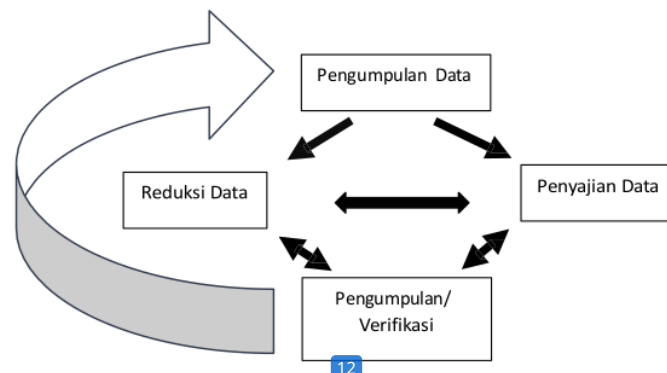 Pengumpulan Data
Reduksi Data
Penyajian Data
Pengumpulan/
Verifikasi
12